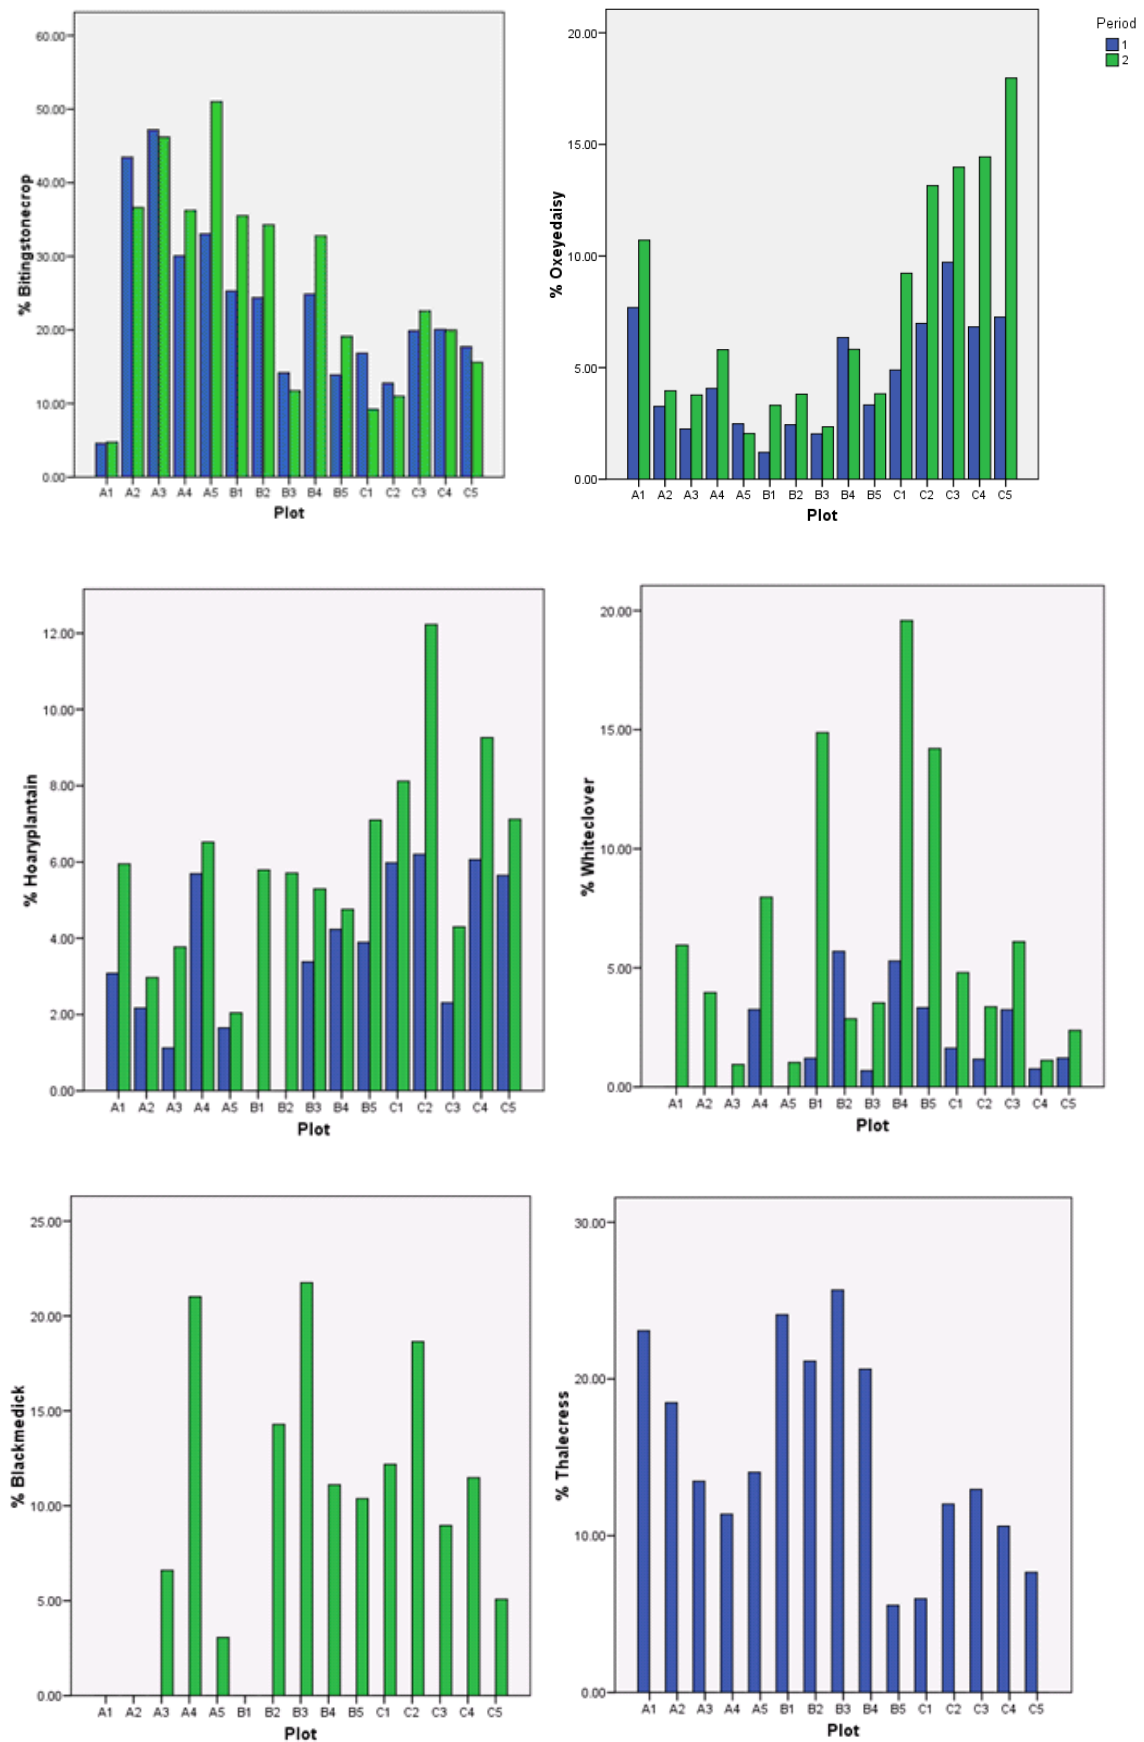 Period
1
2
60.00
50.00
40.00
30.00
20.00
10.00
0.00
% Bitingstonecrop
A1 A2 A3 A4 A5 B1 B2 B3 B4 B5 C1 C2 C3 C4 C5
Plot
20.00
15.00
10.00
5.00
0.00
% Oxeyedaisy
A1 A2 A3 A4 A5 B1 B2 B3 B4 B5 C1 C2 C3 C4 C5
Plot
12.00
10.00
8.00
6.00
4.00
2.00
0.00
% Hoaryplantain
A1 A2 A3 A4 A5 B1 B2 B3 B4 B5 C1 C2 C3 C4 C5
Plot
20.00
15.00
10.00
5.00
0.00
% Whiteclover
A1 A2 A3 A4 A5 B1 B2 B3 B4 B5 C1 C2 C3 C4 C5
Plot
25.00
20.00
15.00
10.00
5.00
0.00
% Blackmedick
A1 A2 A3 A4 A5 B1 B2 B3 B4 B5 C1 C2 C3 C4 C5
Plot
30.00
20.00
10.00
0.00
% Thalecress
A1 A2 A3 A4 A5 B1 B2 B3 B4 B5 C1 C2 C3 C4 C5
Plot